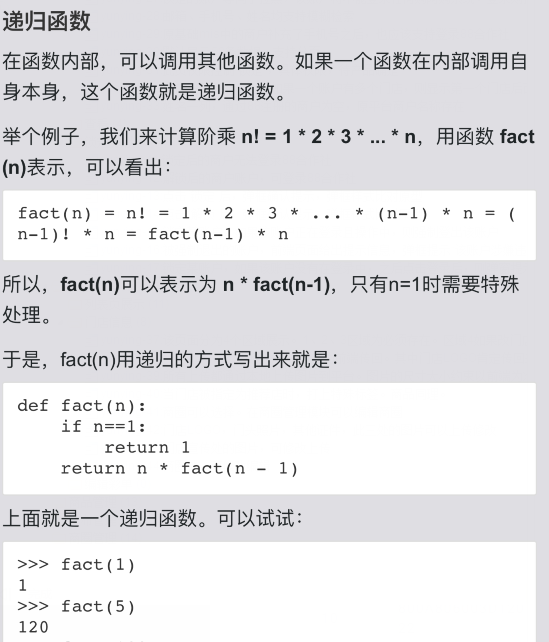 递归函数
在函数内部，可以调用其他函数。如果一个函数在内部调用自
身本身，这个函数就是递归函数。
举个例子，我们来计算阶乘 n! = 1 * 2 * 3 * ... * n，用函数 fact
(n)表示，可以看出：
fact(n) = n! = 1 * 2 * 3 * ... * (n-1) * n = (
n-1)! * n = fact(n-1) * n
所以，fact(n)可以表示为 n * fact(n-1)，只有n=1时需要特殊
处理。
于是，fact(n)用递归的方式写出来就是：
def fact(n):
    if n==1:
        return 1
    return n * fact(n - 1)
上面就是一个递归函数。可以试试：
>>> fact(1)
1
>>> fact(5)
120